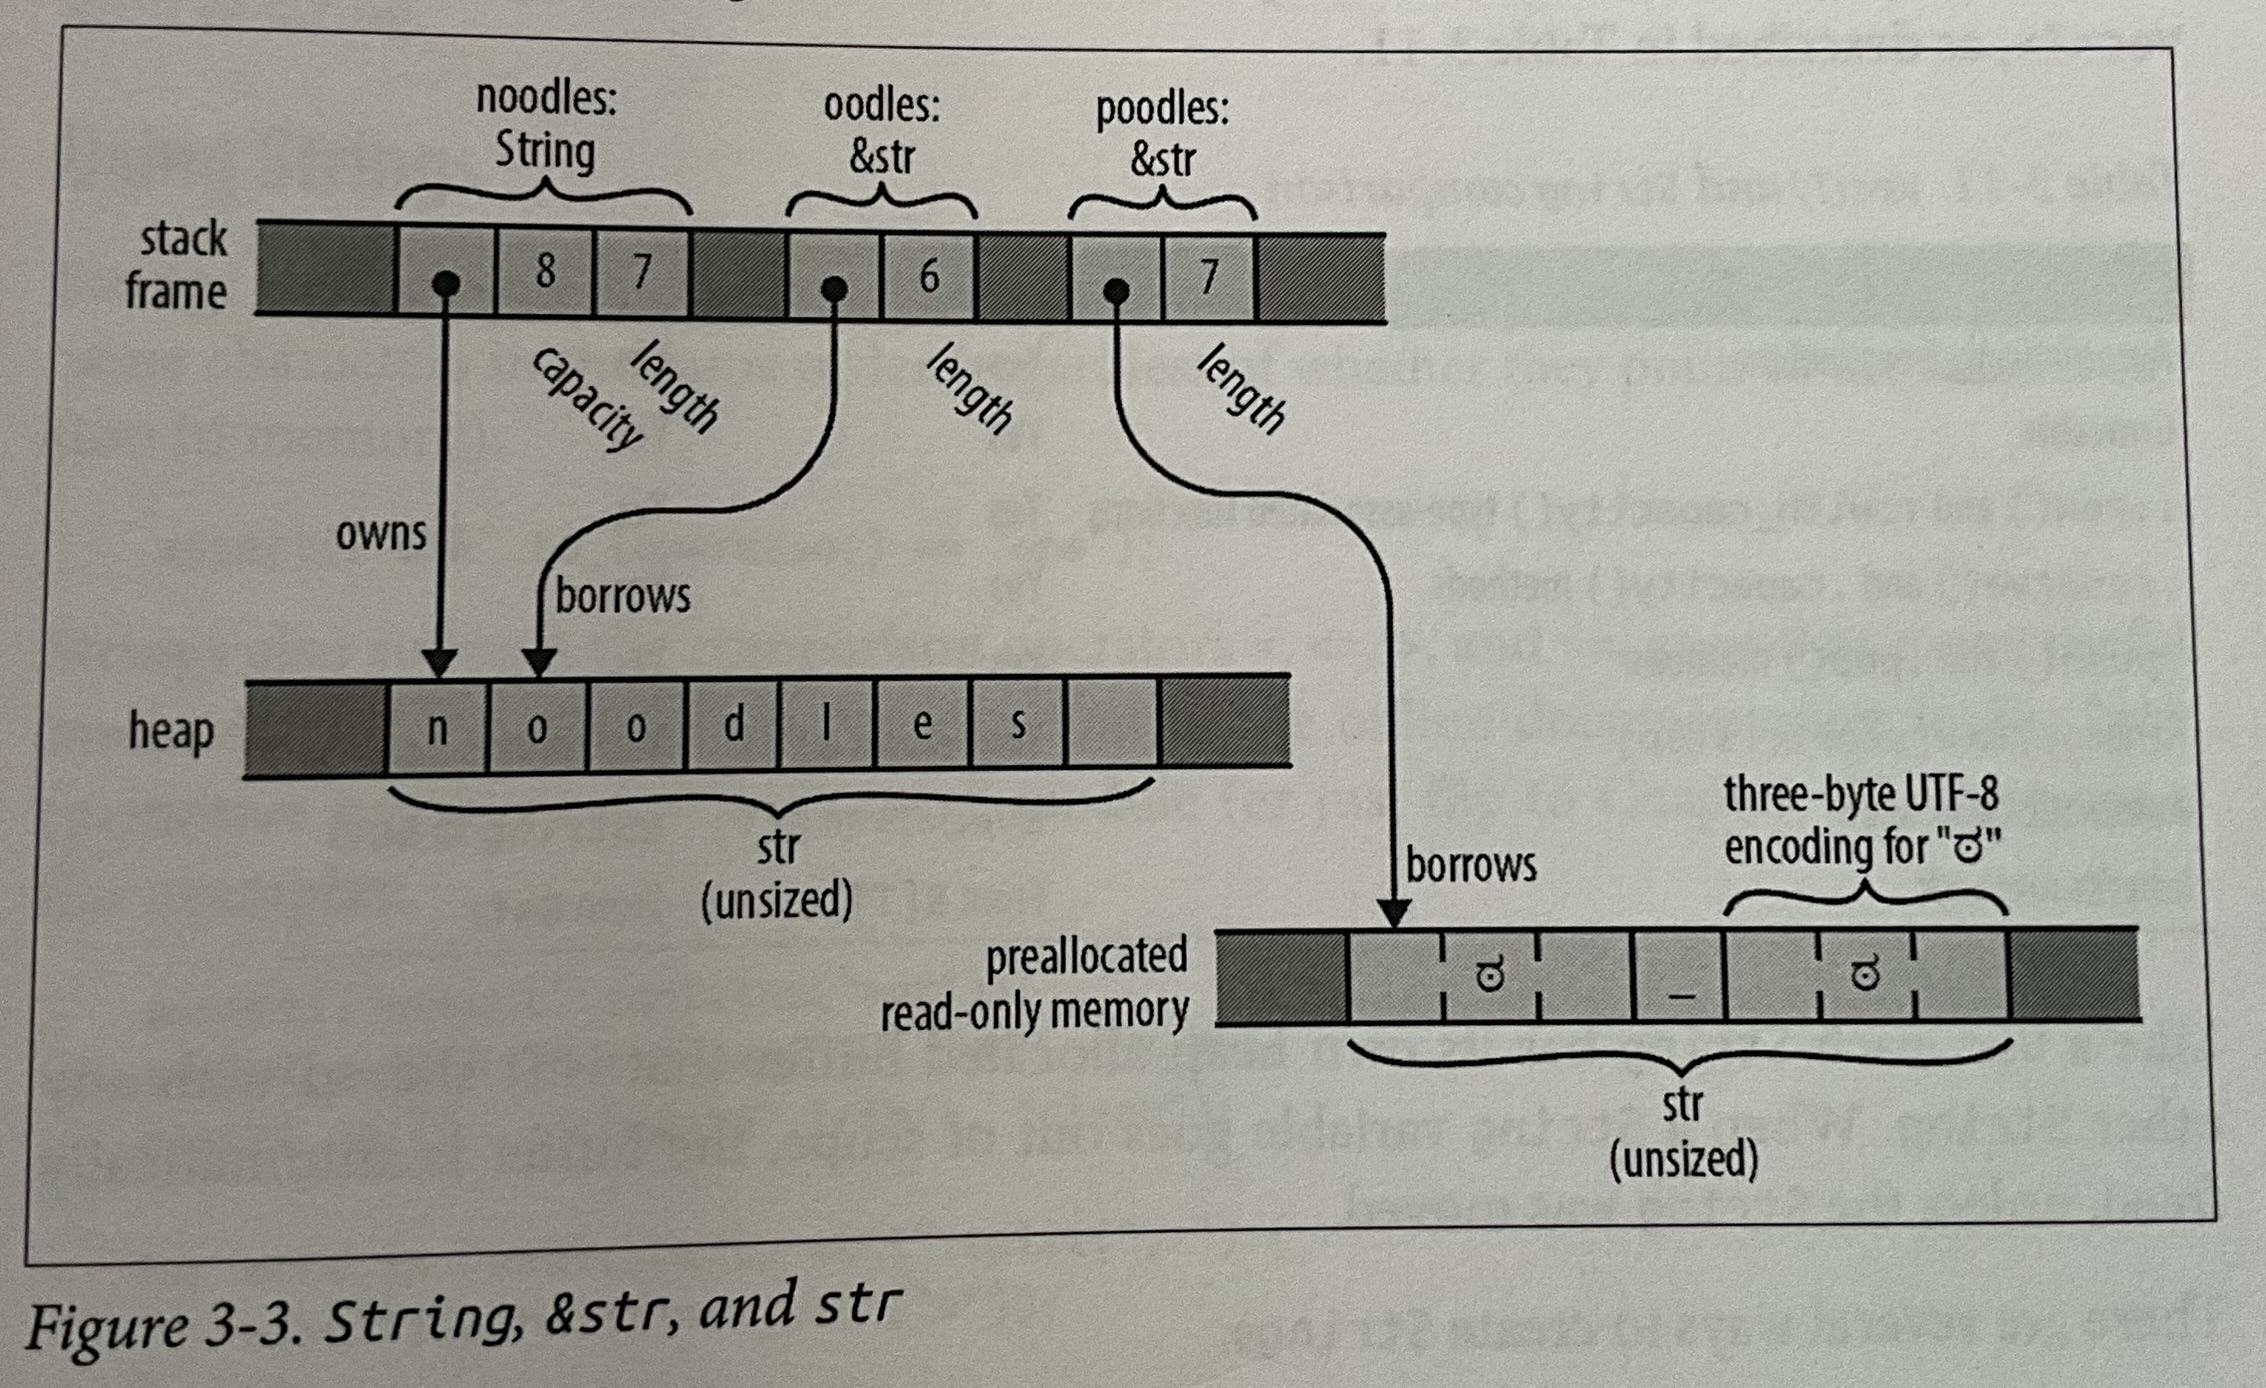 noodles:
String
oodles:
&str
poodles:
&str
stack
frame
8 7 6 7
capacity
length
length
length
owns
borrows
heap
n o o d l e s
str
(unsized)
borrows
three-byte UTF-8
encoding for "ಠ"
preallocated
read-only memory
ಠ _ ಠ
str
(unsized)
Figure 3-3. String, &str, and str